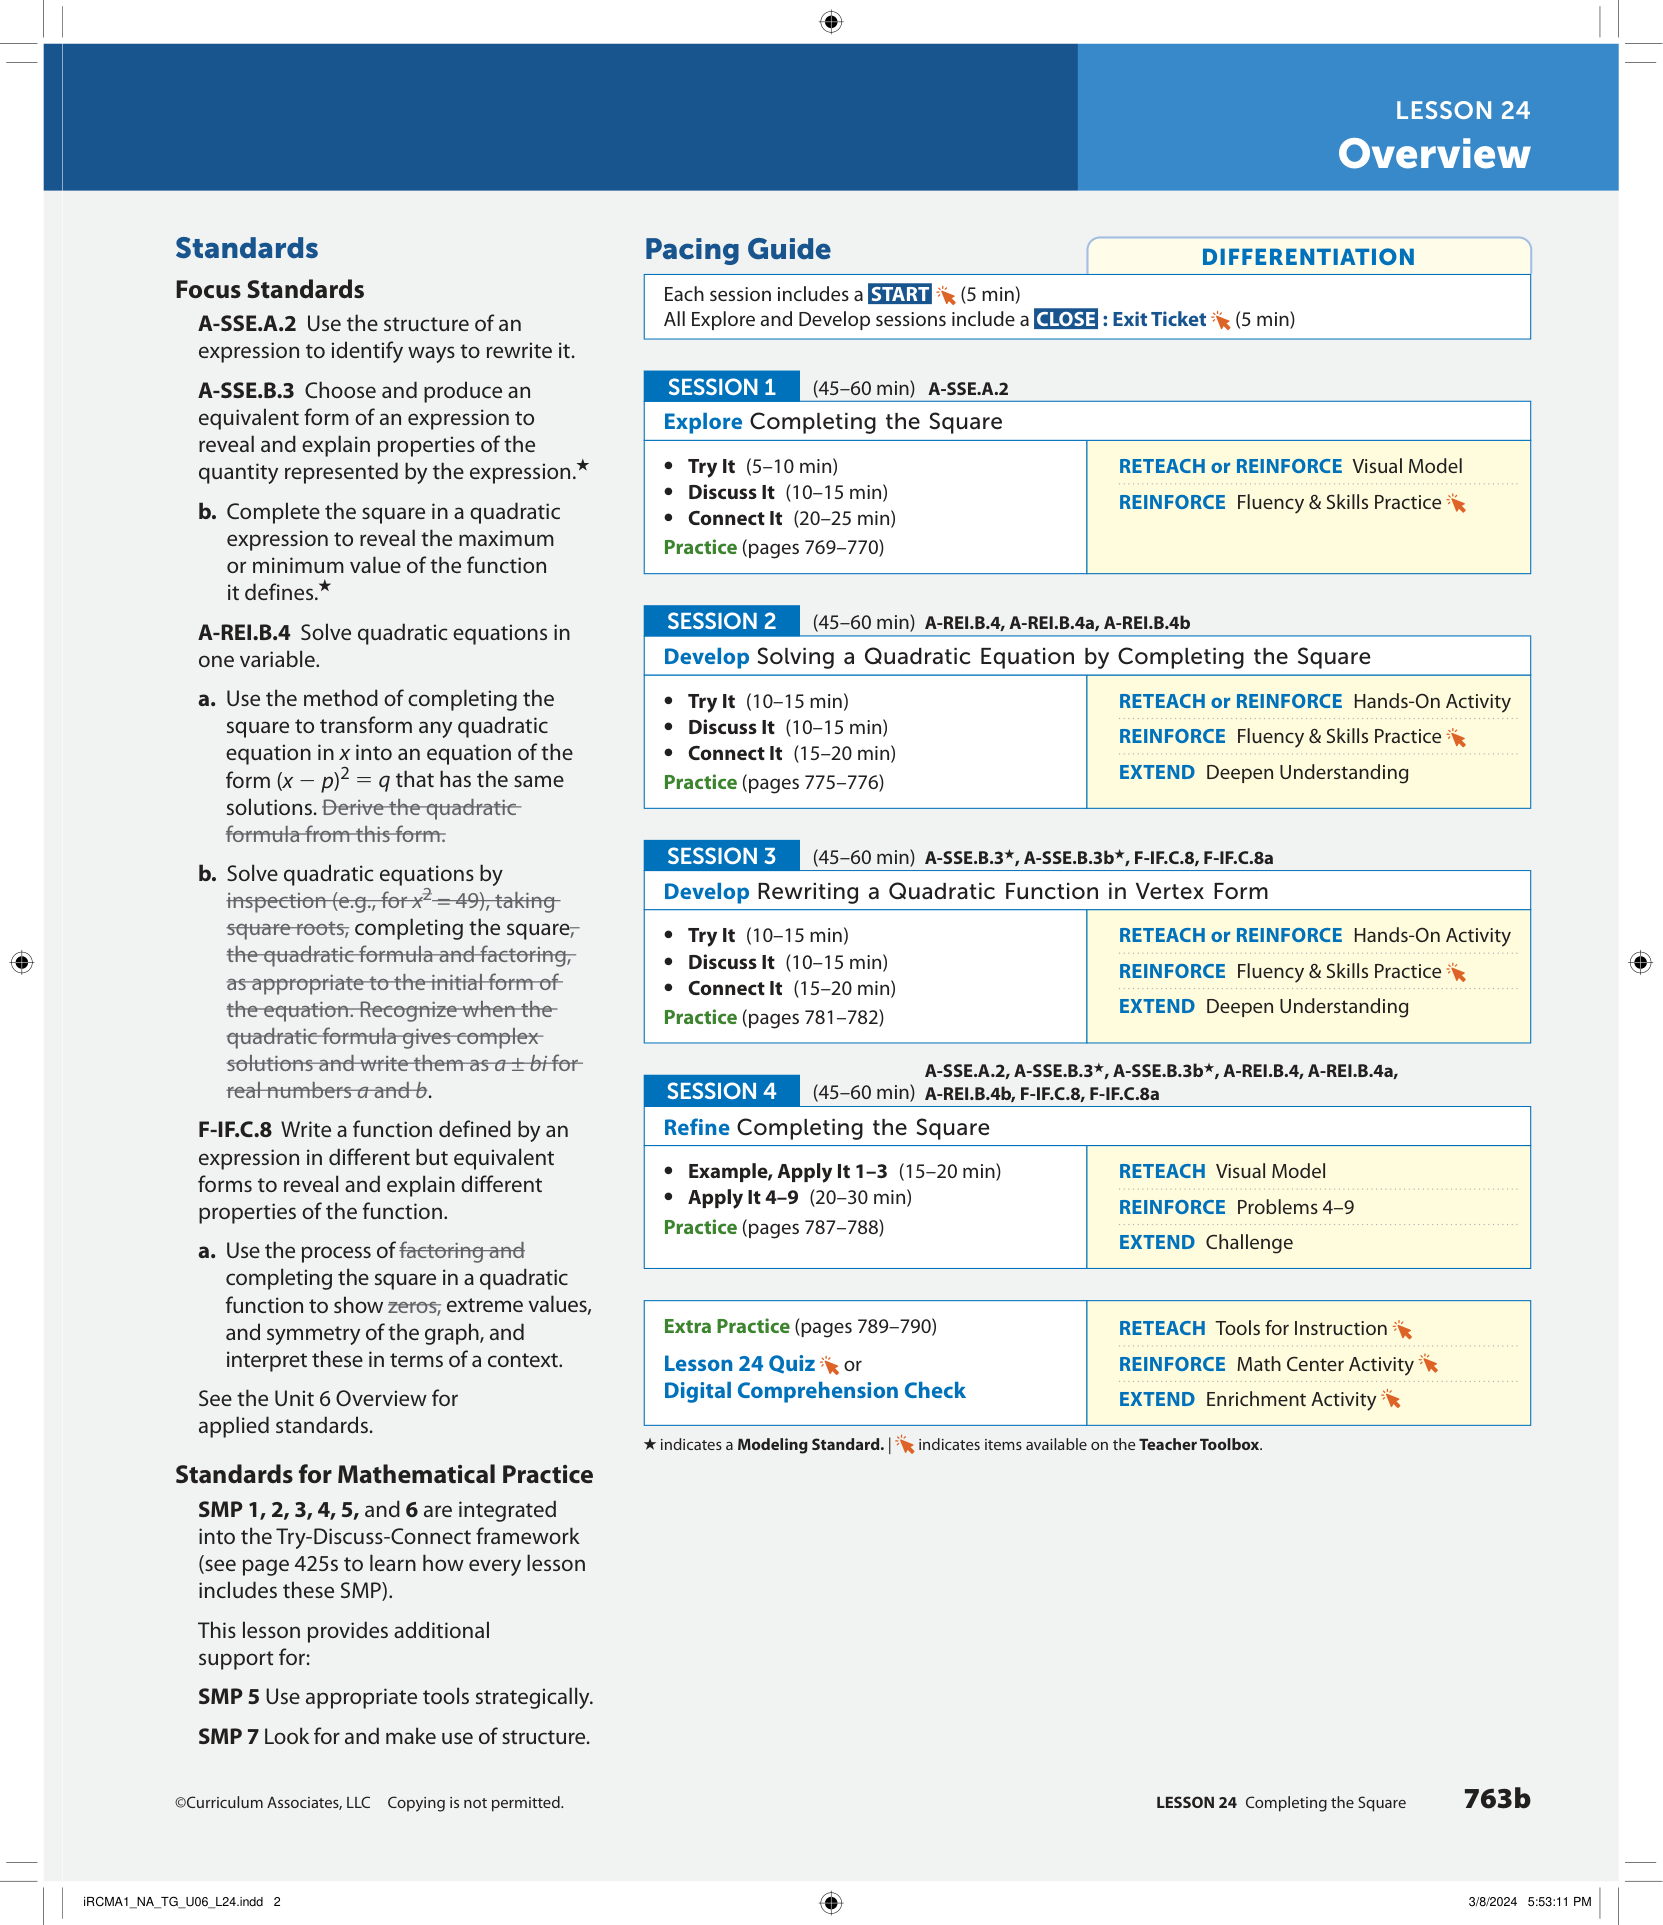 LESSON 24
Overview
Standards
Focus Standards
A-SSE.A.2 Use the structure of an
expression to identify ways to rewrite it.
A-SSE.B.3 Choose and produce an
equivalent form of an expression to
reveal and explain properties of the
quantity represented by the expression.★
b. Complete the square in a quadratic
expression to reveal the maximum
or minimum value of the function
it defines.★
A-REI.B.4 Solve quadratic equations in
one variable.
a. Use the method of completing the
square to transform any quadratic
equation in x into an equation of the
form (x − p)² = q that has the same
solutions. Derive the quadratic
formula from this form.
b. Solve quadratic equations by
inspection (e.g., for x² = 49), taking
square roots, completing the square,
the quadratic formula and factoring,
as appropriate to the initial form of
the equation. Recognize when the
quadratic formula gives complex
solutions and write them as a ± bi for
real numbers a and b.
F-IF.C.8 Write a function defined by an
expression in different but equivalent
forms to reveal and explain different
properties of the function.
a. Use the process of factoring and
completing the square in a quadratic
function to show zeros, extreme values,
and symmetry of the graph, and
interpret these in terms of a context.
See the Unit 6 Overview for
applied standards.
Standards for Mathematical Practice
SMP 1, 2, 3, 4, 5, and 6 are integrated
into the Try-Discuss-Connect framework
(see page 425s to learn how every lesson
includes these SMP).
This lesson provides additional
support for:
SMP 5 Use appropriate tools strategically.
SMP 7 Look for and make use of structure.
Pacing Guide
DIFFERENTIATION
Each session includes a START (5 min)
All Explore and Develop sessions include a CLOSE : Exit Ticket (5 min)
SESSION 1 (45–60 min) A-SSE.A.2
Explore Completing the Square
• Try It (5–10 min)
• Discuss It (10–15 min)
• Connect It (20–25 min)
Practice (pages 769–770)
RETEACH or REINFORCE Visual Model
REINFORCE Fluency & Skills Practice
SESSION 2 (45–60 min) A-REI.B.4, A-REI.B.4a, A-REI.B.4b
Develop Solving a Quadratic Equation by Completing the Square
• Try It (10–15 min)
• Discuss It (10–15 min)
• Connect It (15–20 min)
Practice (pages 775–776)
RETEACH or REINFORCE Hands-On Activity
REINFORCE Fluency & Skills Practice
EXTEND Deepen Understanding
SESSION 3 (45–60 min) A-SSE.B.3★, A-SSE.B.3b★, F-IF.C.8, F-IF.C.8a
Develop Rewriting a Quadratic Function in Vertex Form
• Try It (10–15 min)
• Discuss It (10–15 min)
• Connect It (15–20 min)
Practice (pages 781–782)
RETEACH or REINFORCE Hands-On Activity
REINFORCE Fluency & Skills Practice
EXTEND Deepen Understanding
A-SSE.A.2, A-SSE.B.3★, A-SSE.B.3b★, A-REI.B.4, A-REI.B.4a,
SESSION 4 (45–60 min) A-REI.B.4b, F-IF.C.8, F-IF.C.8a
Refine Completing the Square
• Example, Apply It 1–3 (15–20 min)
• Apply It 4–9 (20–30 min)
Practice (pages 787–788)
RETEACH Visual Model
REINFORCE Problems 4–9
EXTEND Challenge
Extra Practice (pages 789–790)
Lesson 24 Quiz or
Digital Comprehension Check
RETEACH Tools for Instruction
REINFORCE Math Center Activity
EXTEND Enrichment Activity
★ indicates a Modeling Standard. | indicates items available on the Teacher Toolbox.
©Curriculum Associates, LLC Copying is not permitted.
LESSON 24 Completing the Square 763b
iRCMA1_NA_TG_U06_L24.indd 2
3/8/2024 5:53:11 PM